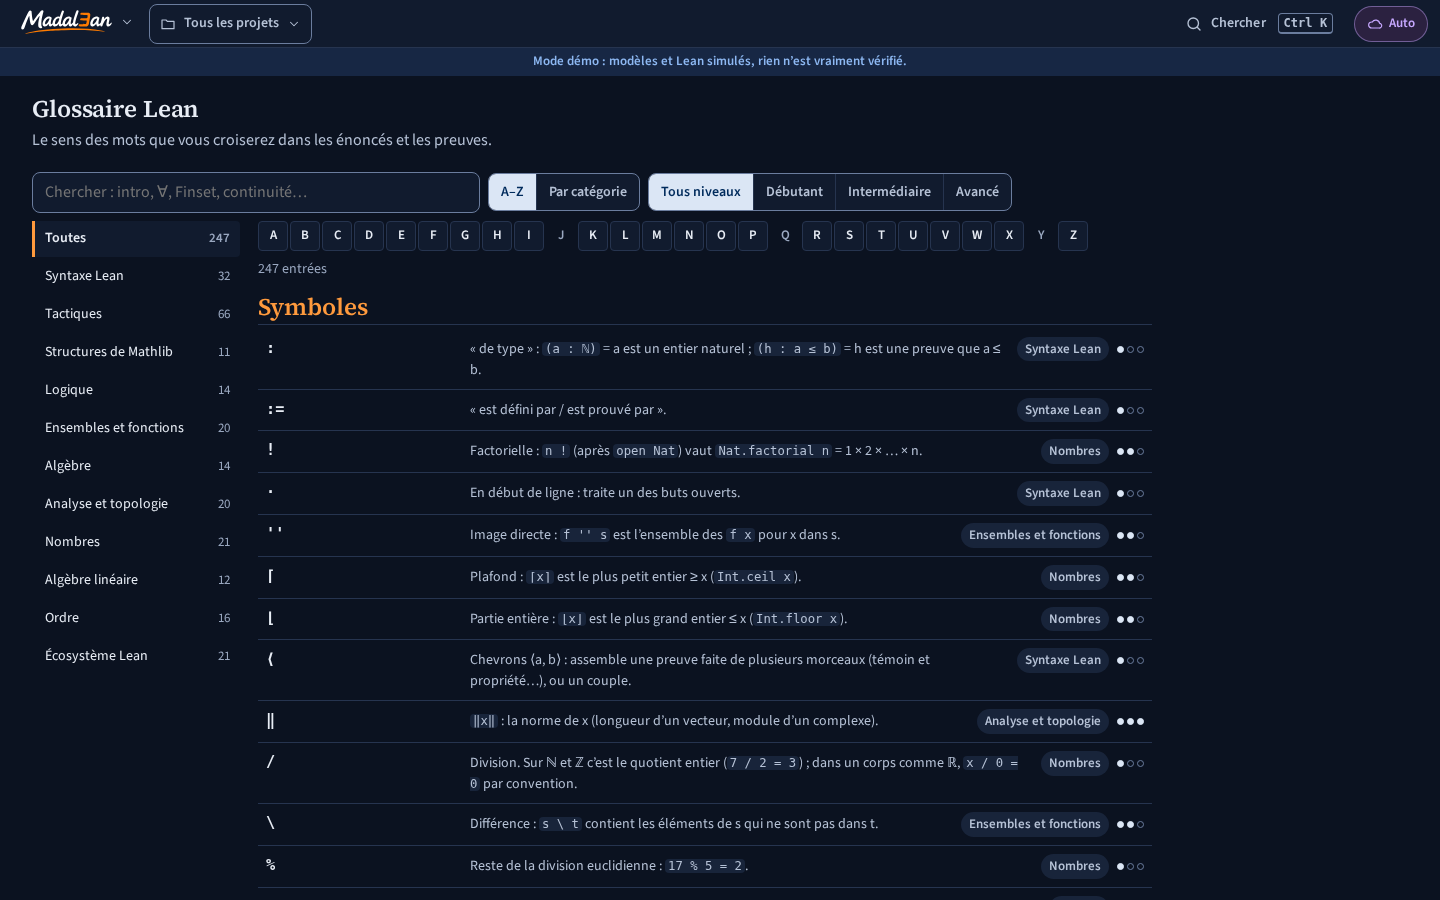 Madal∃an
Tous les projets
Chercher Ctrl K
Auto
Mode démo : modèles et Lean simulés, rien n’est vraiment vérifié.
Glossaire Lean
Le sens des mots que vous croiserez dans les énoncés et les preuves.
Chercher : intro, ∀, Finset, continuité…
A–Z Par catégorie
Tous niveaux Débutant Intermédiaire Avancé
Toutes 247
Syntaxe Lean 32
Tactiques 66
Structures de Mathlib 11
Logique 14
Ensembles et fonctions 20
Algèbre 14
Analyse et topologie 20
Nombres 21
Algèbre linéaire 12
Ordre 16
Écosystème Lean 21
A B C D E F G H I J K L M N O P Q R S T U V W X Y Z
247 entrées
Symboles
: « de type » : (a : ℕ) = a est un entier naturel ; (h : a ≤ b) = h est une preuve que a ≤ Syntaxe Lean
b.
:= « est défini par / est prouvé par ». Syntaxe Lean
! Factorielle : n ! (après open Nat) vaut Nat.factorial n = 1 × 2 × … × n. Nombres
· En début de ligne : traite un des buts ouverts. Syntaxe Lean
'' Image directe : f '' s est l’ensemble des f x pour x dans s. Ensembles et fonctions
⌈ Plafond : ⌈x⌉ est le plus petit entier ≥ x (Int.ceil x). Nombres
⌊ Partie entière : ⌊x⌋ est le plus grand entier ≤ x (Int.floor x). Nombres
⟨ Chevrons ⟨a, b⟩ : assemble une preuve faite de plusieurs morceaux (témoin et Syntaxe Lean
propriété…), ou un couple.
‖ ‖x‖ : la norme de x (longueur d’un vecteur, module d’un complexe). Analyse et topologie
/ Division. Sur ℕ et ℤ c’est le quotient entier (7 / 2 = 3) ; dans un corps comme ℝ, x / 0 = Nombres
0 par convention.
\ Différence : s \ t contient les éléments de s qui ne sont pas dans t. Ensembles et fonctions
% Reste de la division euclidienne : 17 % 5 = 2. Nombres